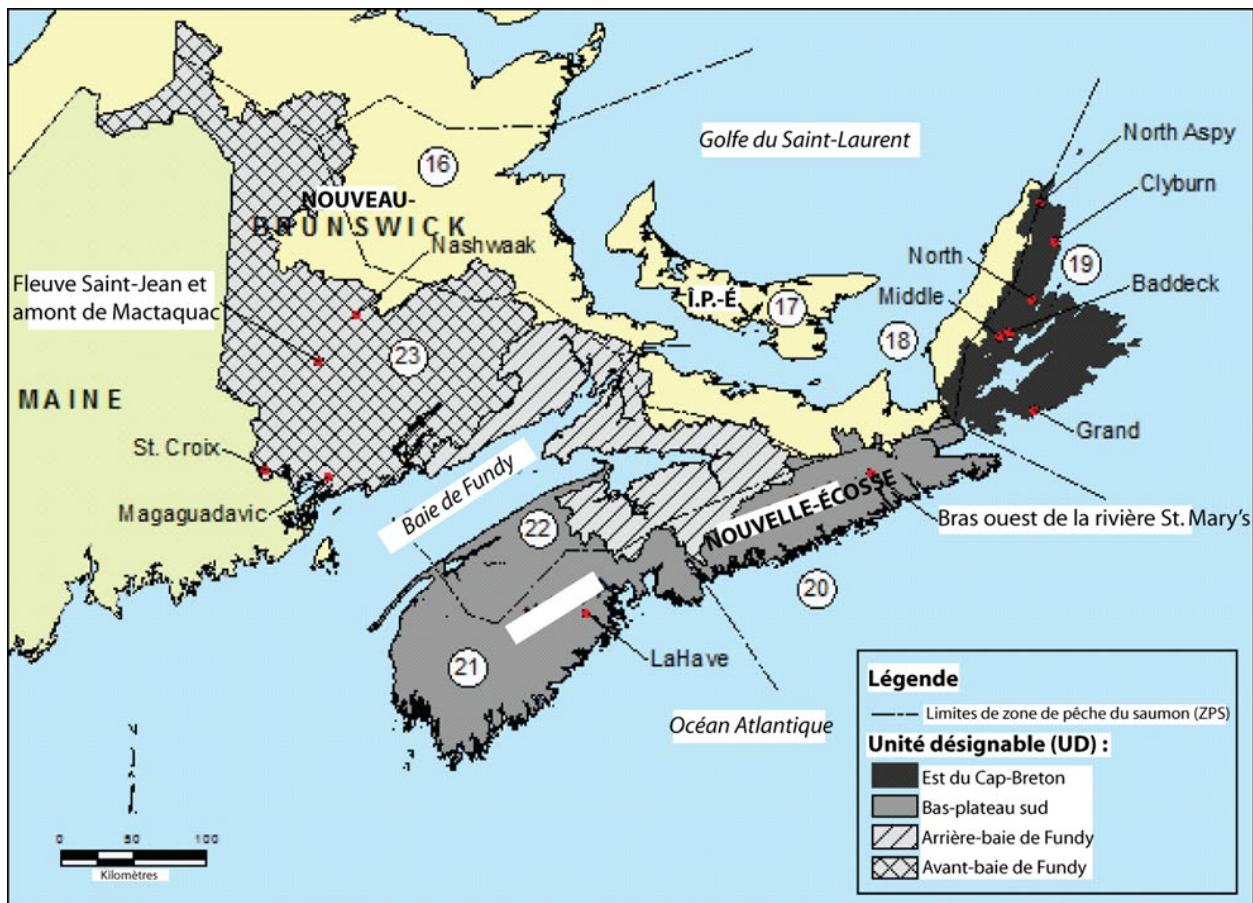 Golfe du Saint-Laurent
North Aspy
Clyburn
16
NOUVEAU-
BRUNSWICK
Nashwaak
North
19
Fleuve Saint-Jean et
amont de Mactaquac
Î.P.-É.
17
Middle
Baddeck
18
23
MAINE
St. Croix
Grand
Magaguadavic
Baie de Fundy
NOUVELLE-ÉCOSSE
Bras ouest de la rivière St. Mary's
22
20
21
LaHave
Océan Atlantique
Légende
Limites de zone de pêche du saumon (ZPS)
Unité désignable (UD) :
Est du Cap-Breton
Bas-plateau sud
Arrière-baie de Fundy
Avant-baie de Fundy
0 50 100
Kilomètres